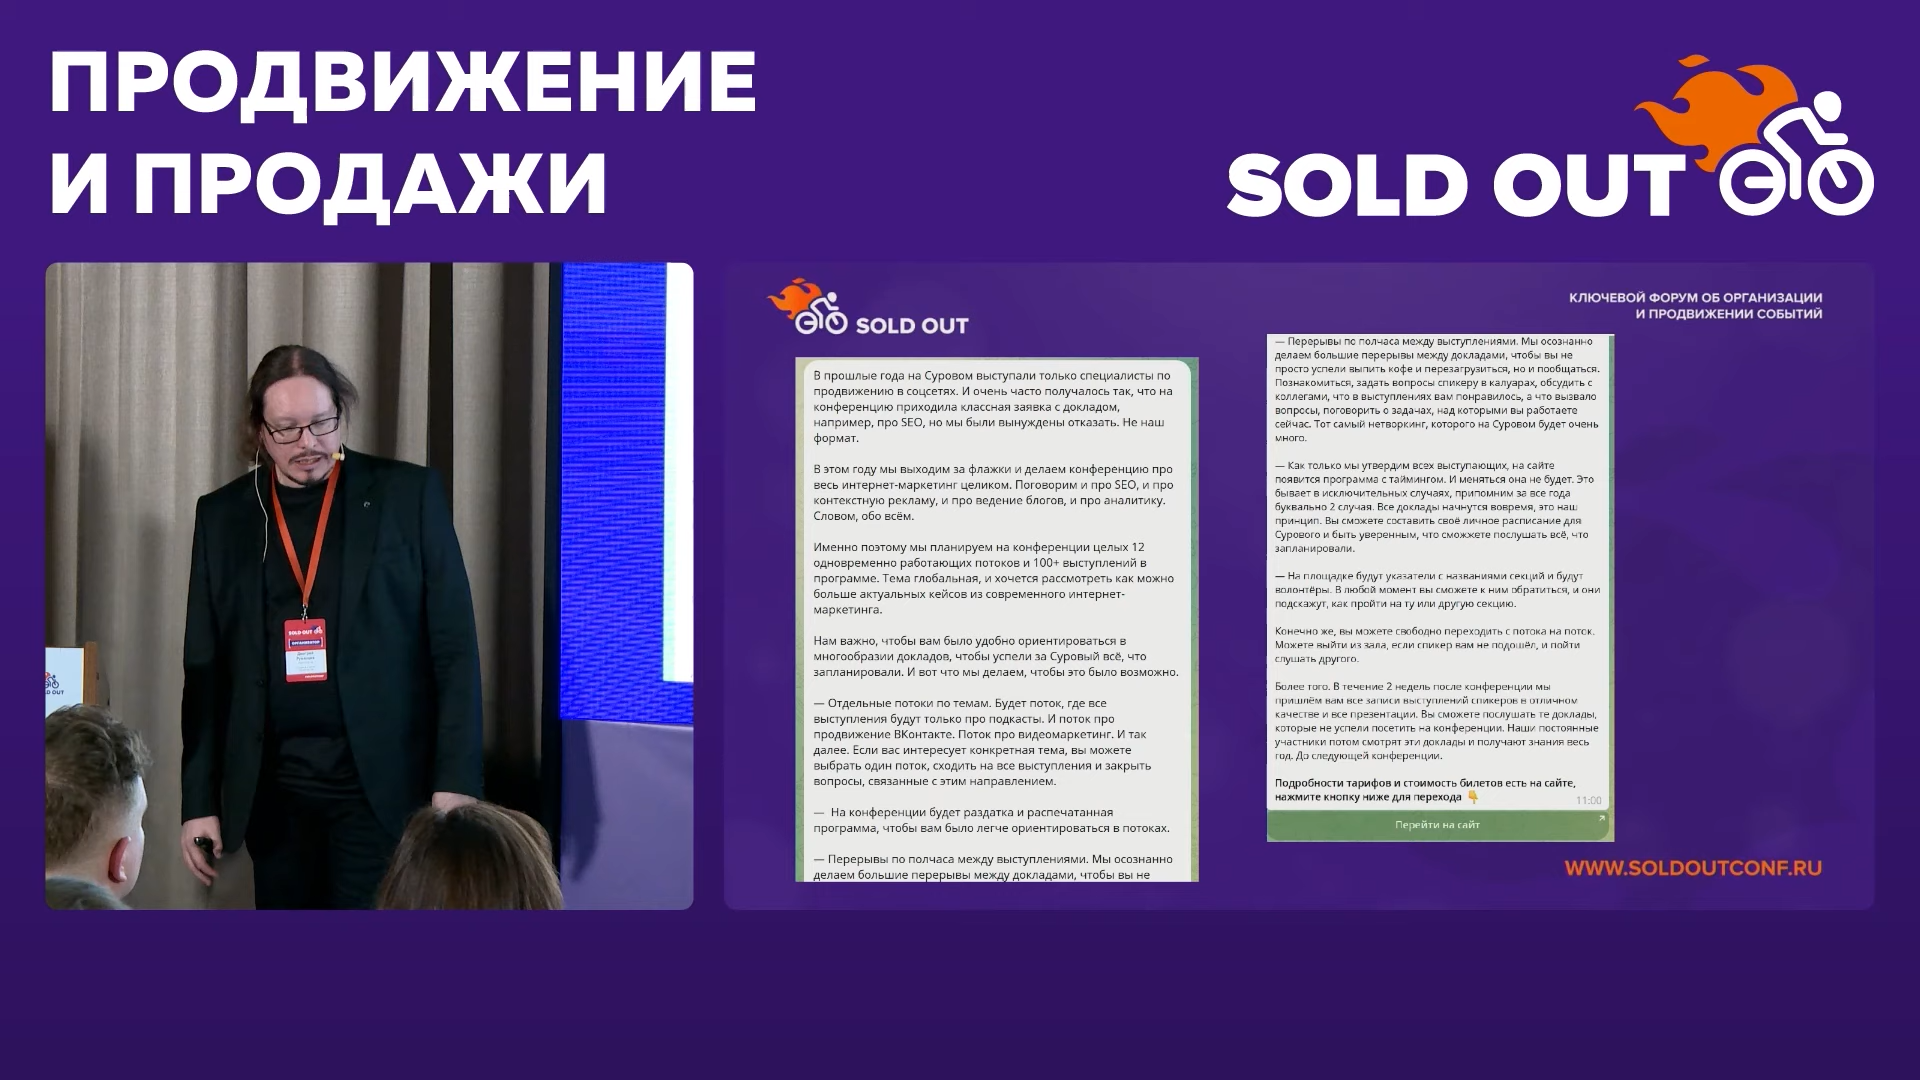 ПРОДВИЖЕНИЕ
И ПРОДАЖИ
SOLD OUT
SOLD OUT
КЛЮЧЕВОЙ ФОРУМ ОБ ОРГАНИЗАЦИИ
И ПРОДВИЖЕНИИ СОБЫТИЙ
В прошлые года на Суровом выступали только специалисты по
продвижению в соцсетях. И очень часто получалось так, что на
конференцию приходила классная заявка с докладом,
например, про SEO, но мы были вынуждены отказать. Не наш
формат.
В этом году мы выходим за флажки и делаем конференцию про
весь интернет-маркетинг целиком. Поговорим и про SEO, и про
контекстную рекламу, и про ведение блогов, и про аналитику.
Словом, обо всём.
Именно поэтому мы планируем на конференции целых 12
одновременно работающих потоков и 100+ выступлений в
программе. Тема глобальная, и хочется рассмотреть как можно
больше актуальных кейсов из современного интернет-
маркетинга.
Нам важно, чтобы вам было удобно ориентироваться в
многообразии докладов, чтобы успели за Суровый всё, что
запланировали. И вот что мы делаем, чтобы это было возможно.
— Отдельные потоки по темам. Будет поток, где все
выступления будут только про подкасты. И поток про
продвижение ВКонтакте. Поток про видеомаркетинг. И так
далее. Если вас интересует конкретная тема, вы можете
выбрать один поток, сходить на все выступления и закрыть
вопросы, связанные с этим направлением.
— На конференции будет раздатка и распечатанная
программа, чтобы вам было легче ориентироваться в потоках.
— Перерывы по полчаса между выступлениями. Мы осознанно
делаем большие перерывы между докладами, чтобы вы не
— Перерывы по полчаса между выступлениями. Мы осознанно
делаем большие перерывы между докладами, чтобы вы не
просто успели выпить кофе и перезагрузиться, но и пообщаться.
Познакомиться, задать вопросы спикеру в калуарах, обсудить с
коллегами, что в выступлениях вам понравилось, а что вызвало
вопросы, поговорить о задачах, над которыми вы работаете
сейчас. Тот самый нетворкинг, которого на Суровом будет очень
много.
— Как только мы утвердим всех выступающих, на сайте
появится программа с таймингом. И меняться она не будет. Это
бывает в исключительных случаях, припомним за все года
буквально 2 случая. Все доклады начнутся вовремя, это наш
принцип. Вы сможете составить своё личное расписание для
Сурового и быть уверенным, что сможжете послушать всё, что
запланировали.
— На площадке будут указатели с названиями секций и будут
волонтёры. В любой момент вы сможете к ним обратиться, и они
подскажут, как пройти на ту или другую секцию.
Конечно же, вы можете свободно переходить с потока на поток.
Можете выйти из зала, если спикер вам не подошёл, и пойти
слушать другого.
Более того. В течение 2 недель после конференции мы
пришлём вам все записи выступлений спикеров в отличном
качестве и все презентации. Вы сможете послушать те доклады,
которые не успели посетить на конференции. Наши постоянные
участники потом смотрят эти доклады и получают знания весь
год. До следующей конференции.
Подробности тарифов и стоимость билетов есть на сайте,
нажмите кнопку ниже для перехода 👇
11:00
Перейти на сайт
WWW.SOLDOUTCONF.RU
SOLD OUT
ОРГАНИЗАТОР